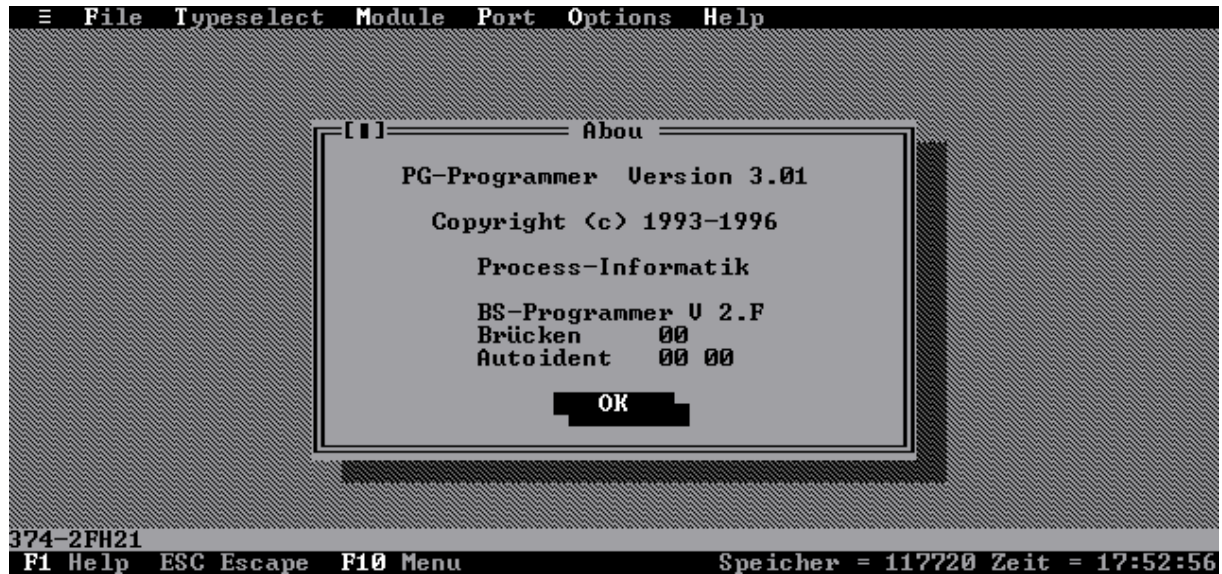 ≡ File Typeselect Module Port Options Help
[▮] Abou
PG-Programmer Version 3.01
Copyright (c) 1993-1996
Process-Informatik
BS-Programmer V 2.F
Brücken 00
Autoident 00 00
OK
374-2FH21
F1 Help ESC Escape F10 Menu Speicher = 117720 Zeit = 17:52:56